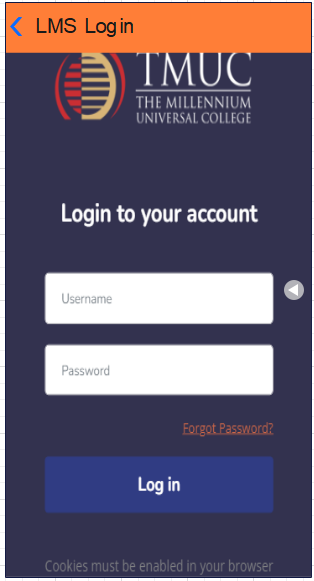 LMS Login
TMUC
THE MILLENNIUM
UNIVERSAL COLLEGE
Login to your account
Username
Password
Forgot Password?
Log in
Cookies must be enabled in your browser